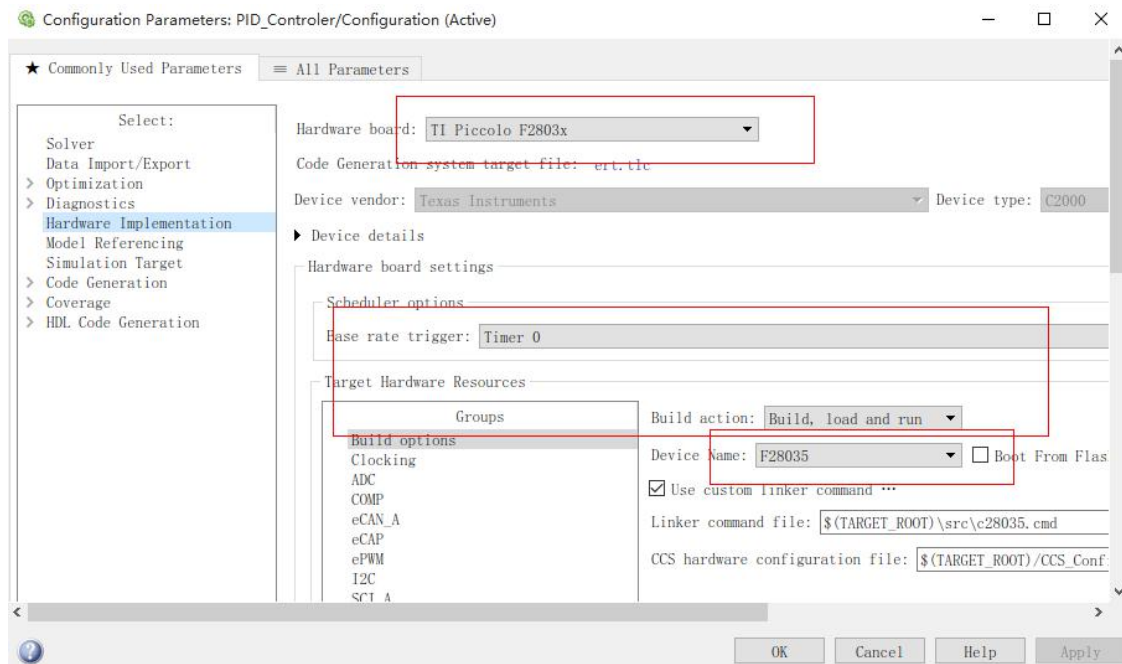 Configuration Parameters: PID_Controler/Configuration (Active)
★ Commonly Used Parameters
≡ All Parameters
Select:
Solver
Data Import/Export
> Optimization
> Diagnostics
Hardware Implementation
Model Referencing
Simulation Target
> Code Generation
> Coverage
> HDL Code Generation
Hardware board: TI Piccolo F2803x
Code Generation system target file: ert.tlc
Device vendor: Texas Instruments Device type: C2000
Device details
Hardware board settings
Scheduler options
Base rate trigger: Timer 0
Target Hardware Resources
Groups
Build options
Clocking
ADC
COMP
eCAN_A
eCAP
ePWM
I2C
SCI_A
Build action: Build, load and run
Device Name: F28035 Boot From Flas
Use custom linker command ...
Linker command file: $(TARGET_ROOT)\src\c28035.cmd
CCS hardware configuration file: $(TARGET_ROOT)/CCS_Conf
OK Cancel Help Apply